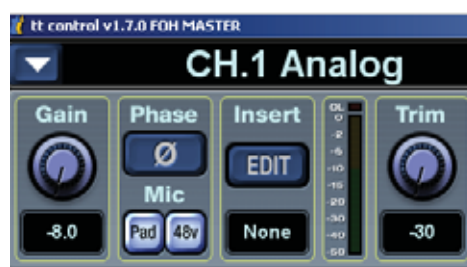 tt control v1.7.0 FOH MASTER
CH.1 Analog
Gain
Phase
Insert
OL
0
-2
-6
-10
-15
-20
-30
-40
-50
Trim
Ø
EDIT
Mic
-8.0
Pad
48v
None
-30